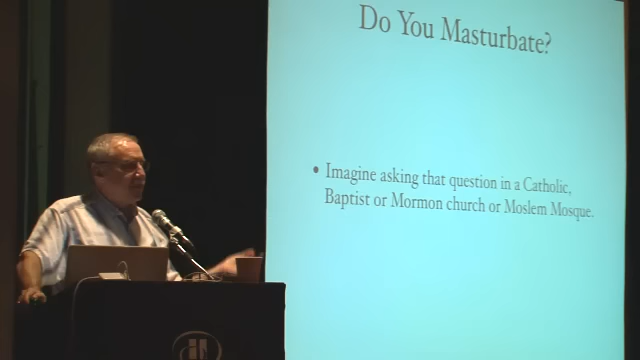 Do You Masturbate?
• Imagine asking that question in a Catholic,
Baptist or Mormon church or Moslem Mosque.